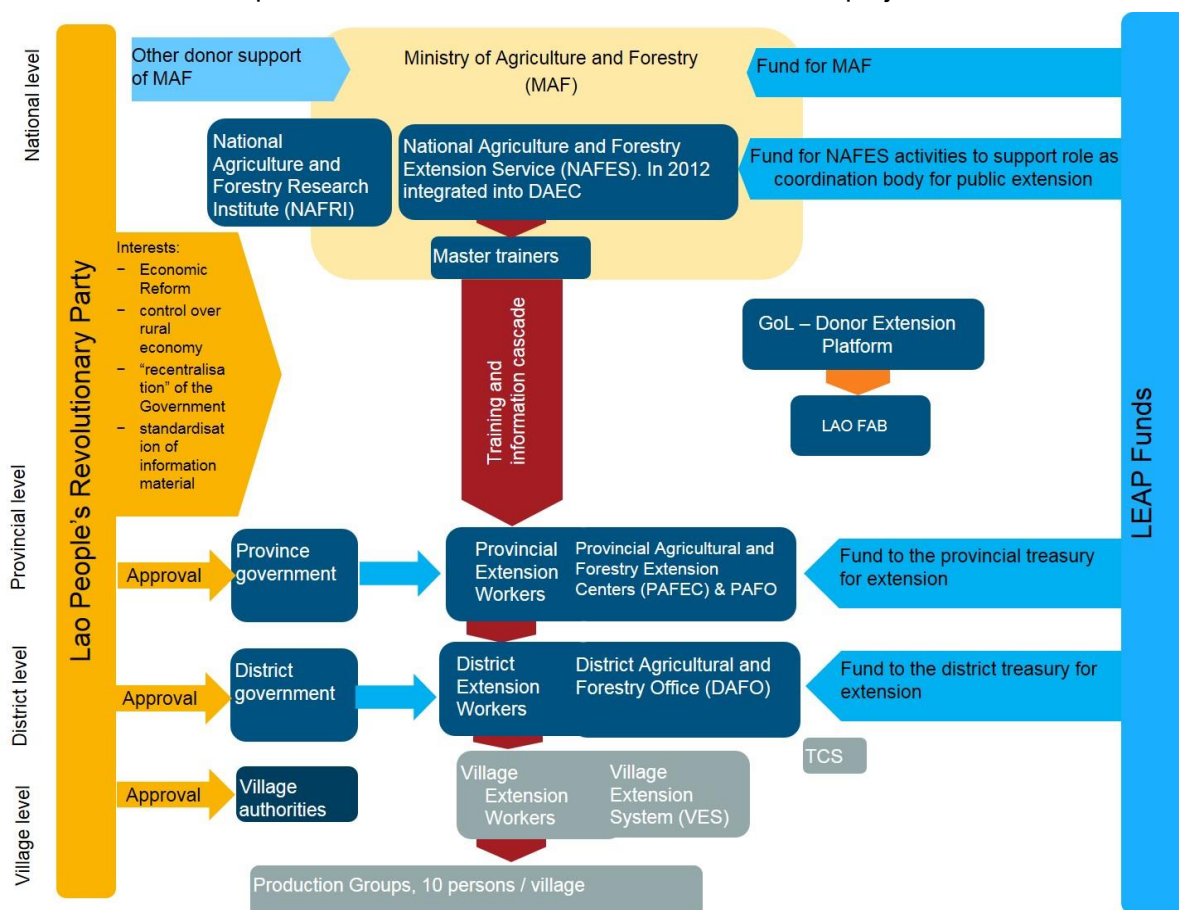 National level
Other donor support
of MAF
Ministry of Agriculture and Forestry
(MAF)
Fund for MAF
National
Agriculture and
Forestry Research
Institute (NAFRI)
National Agriculture and Forestry
Extension Service (NAFES). In 2012
integrated into DAEC
Fund for NAFES activities to support role as
coordination body for public extension
Master trainers
Lao People's Revolutionary Party
Interests:
− Economic
Reform
− control over
rural
economy
− “recentralisa
tion” of the
Government
− standardisat
ion of
information
material
Training and
information cascade
GoL – Donor Extension
Platform
LAO FAB
LEAP Funds
Provincial level
Approval
Province
government
Provincial
Extension
Workers
Provincial Agricultural and
Forestry Extension
Centers (PAFEC) & PAFO
Fund to the provincial treasury
for extension
District level
Approval
District
government
District
Extension
Workers
District Agricultural and
Forestry Office (DAFO)
Fund to the district treasury for
extension
TCS
Village level
Approval
Village
authorities
Village
Extension
Workers
Village
Extension
System (VES)
Production Groups, 10 persons / village